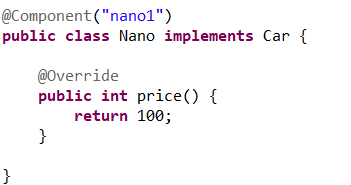 @Component("nano1")
public class Nano implements Car {
@Override
public int price() {
return 100;
}
}